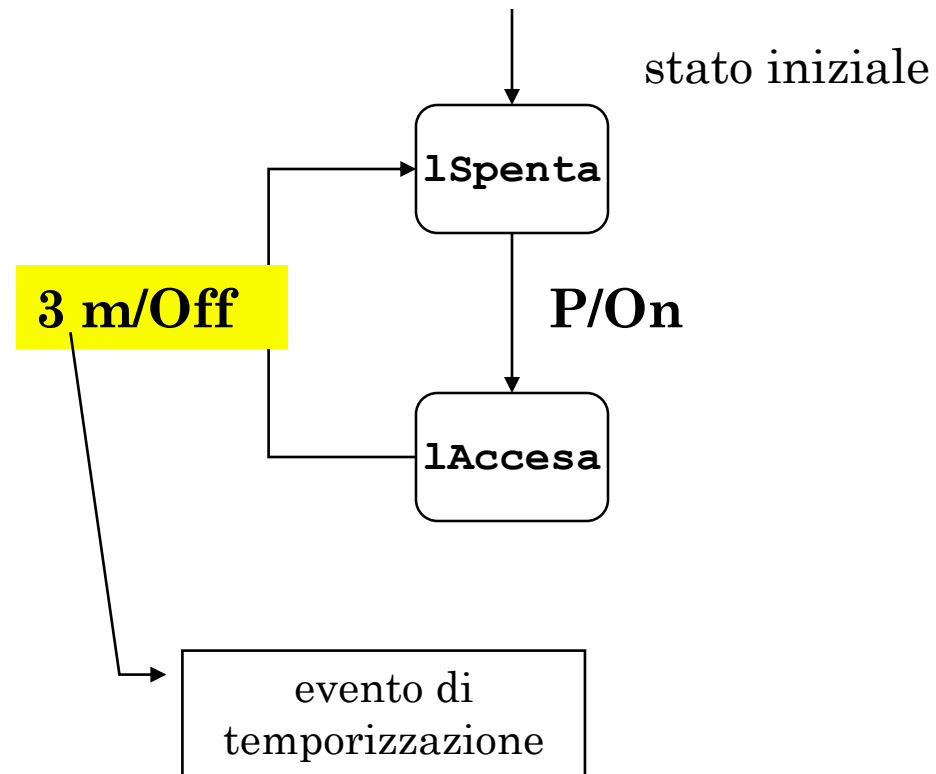 stato iniziale
lSpenta
3 m/Off
P/On
lAccesa
evento di
temporizzazione